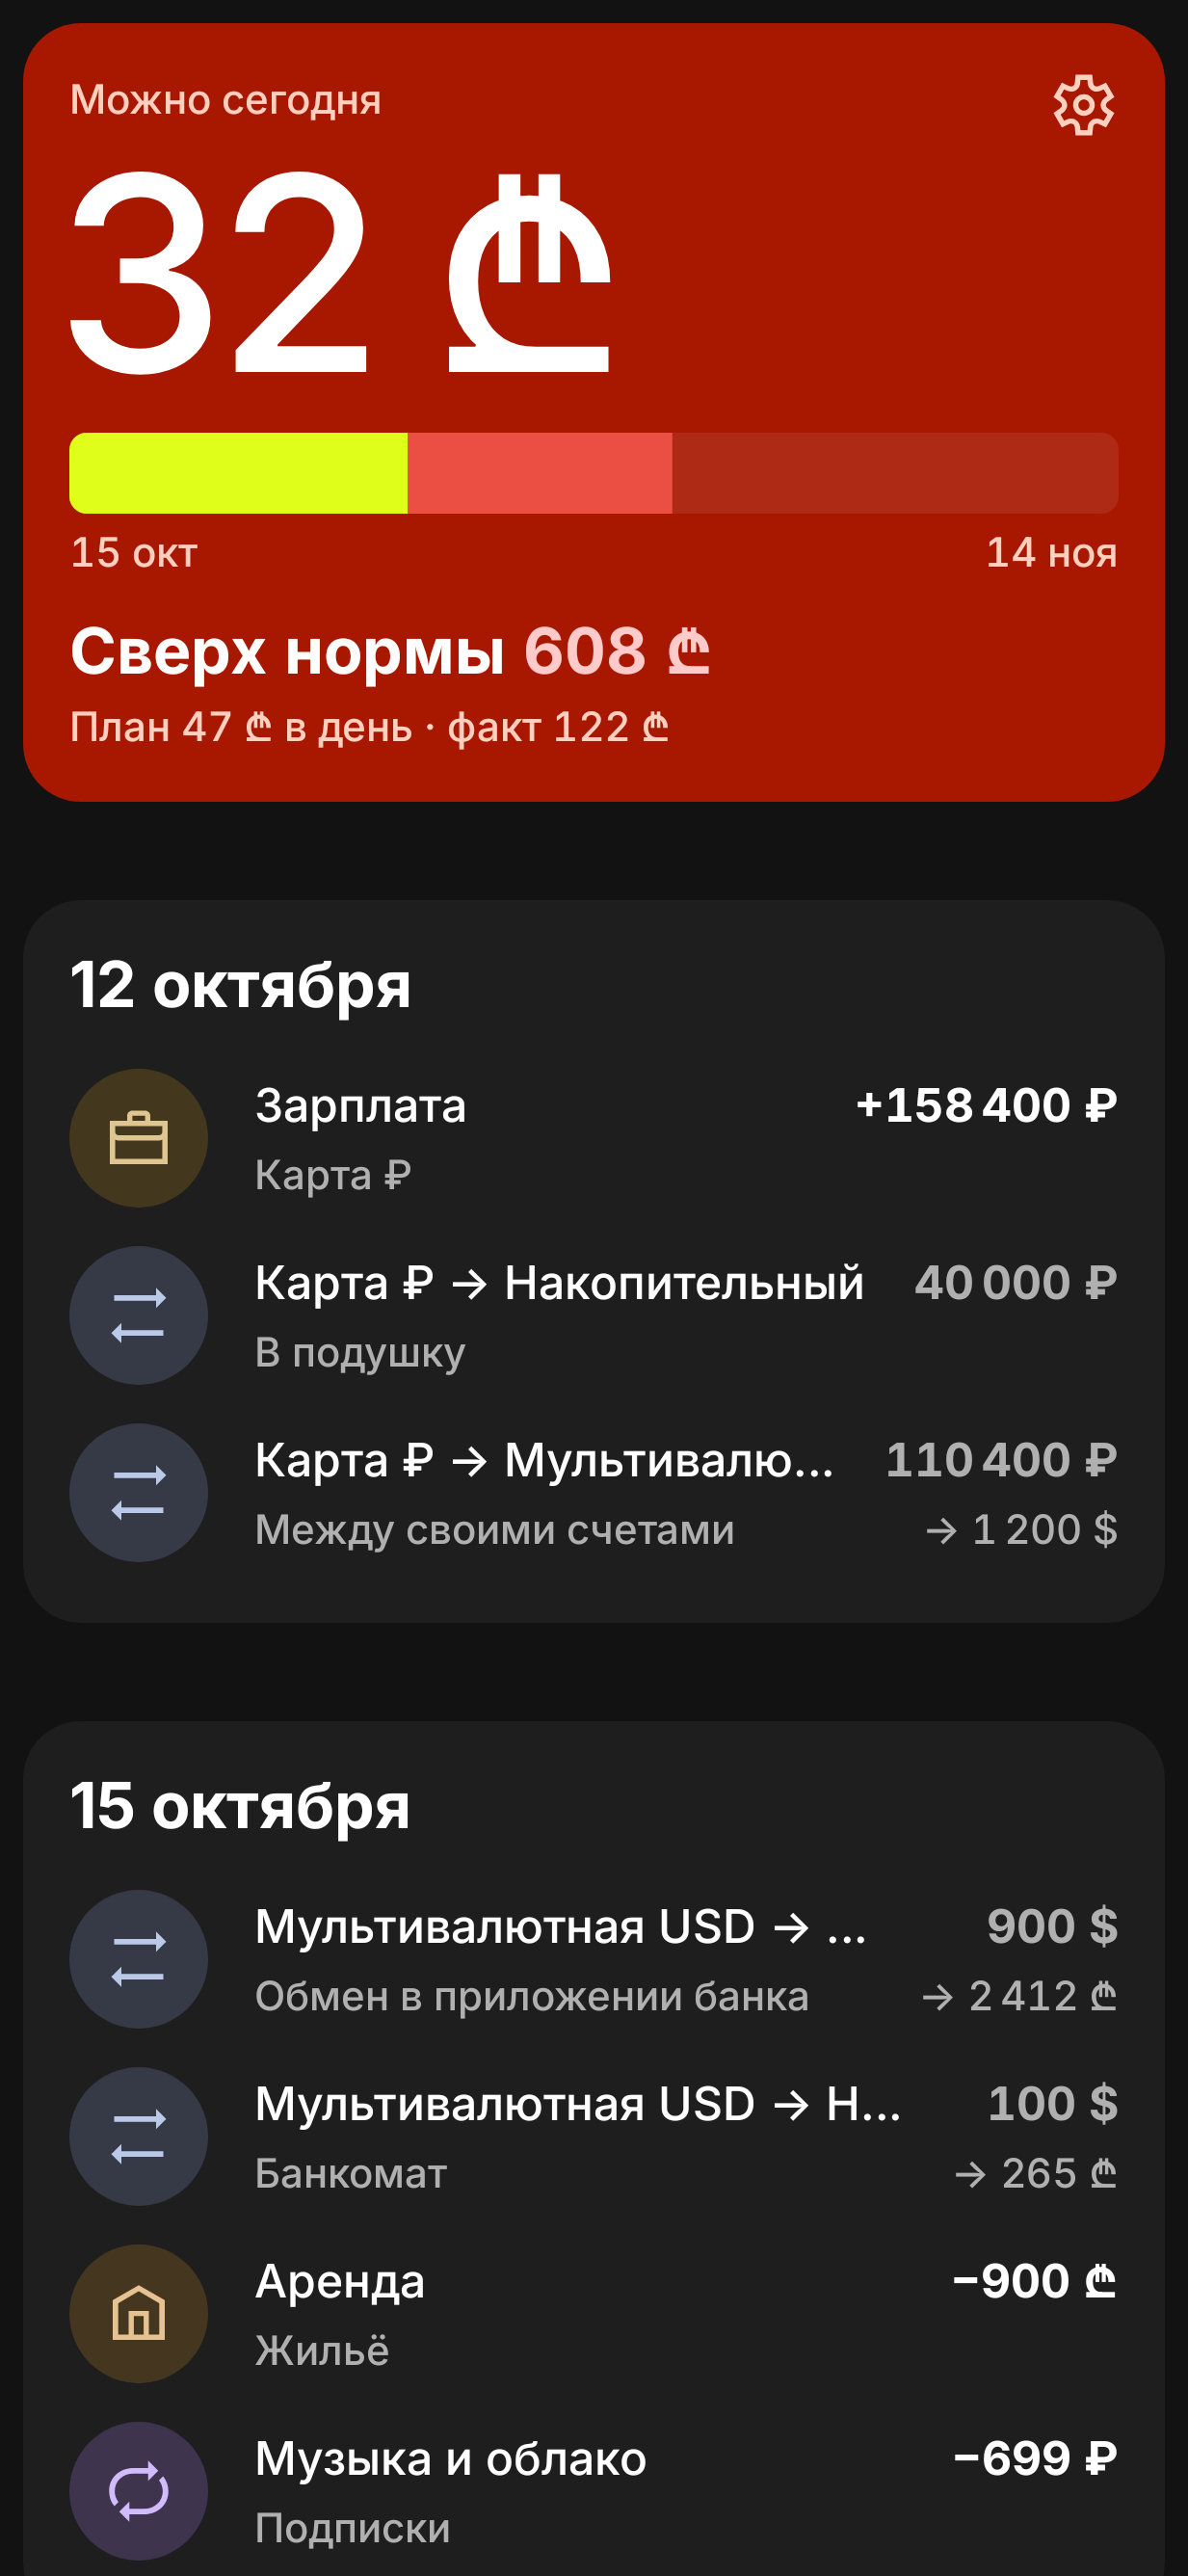 Можно сегодня
32 ₾
15 окт 14 ноя
Сверх нормы 608 ₾
План 47 ₾ в день · факт 122 ₾
12 октября
Зарплата +158 400 ₽
Карта ₽
Карта ₽ → Накопительный 40 000 ₽
В подушку
Карта ₽ → Мультивалю... 110 400 ₽
Между своими счетами → 1 200 $
15 октября
Мультивалютная USD → ... 900 $
Обмен в приложении банка → 2 412 ₾
Мультивалютная USD → Н... 100 $
Банкомат → 265 ₾
Аренда −900 ₾
Жильё
Музыка и облако −699 ₽
Подписки